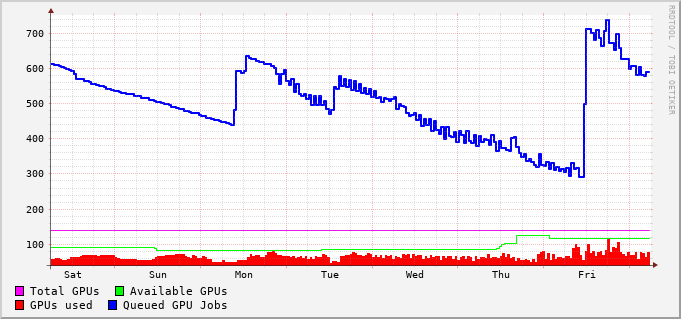 RRDTOOL / TOBI OETIKER
700
600
500
400
300
200
100
Sat Sun Mon Tue Wed Thu Fri
Total GPUs Available GPUs
GPUs used Queued GPU Jobs